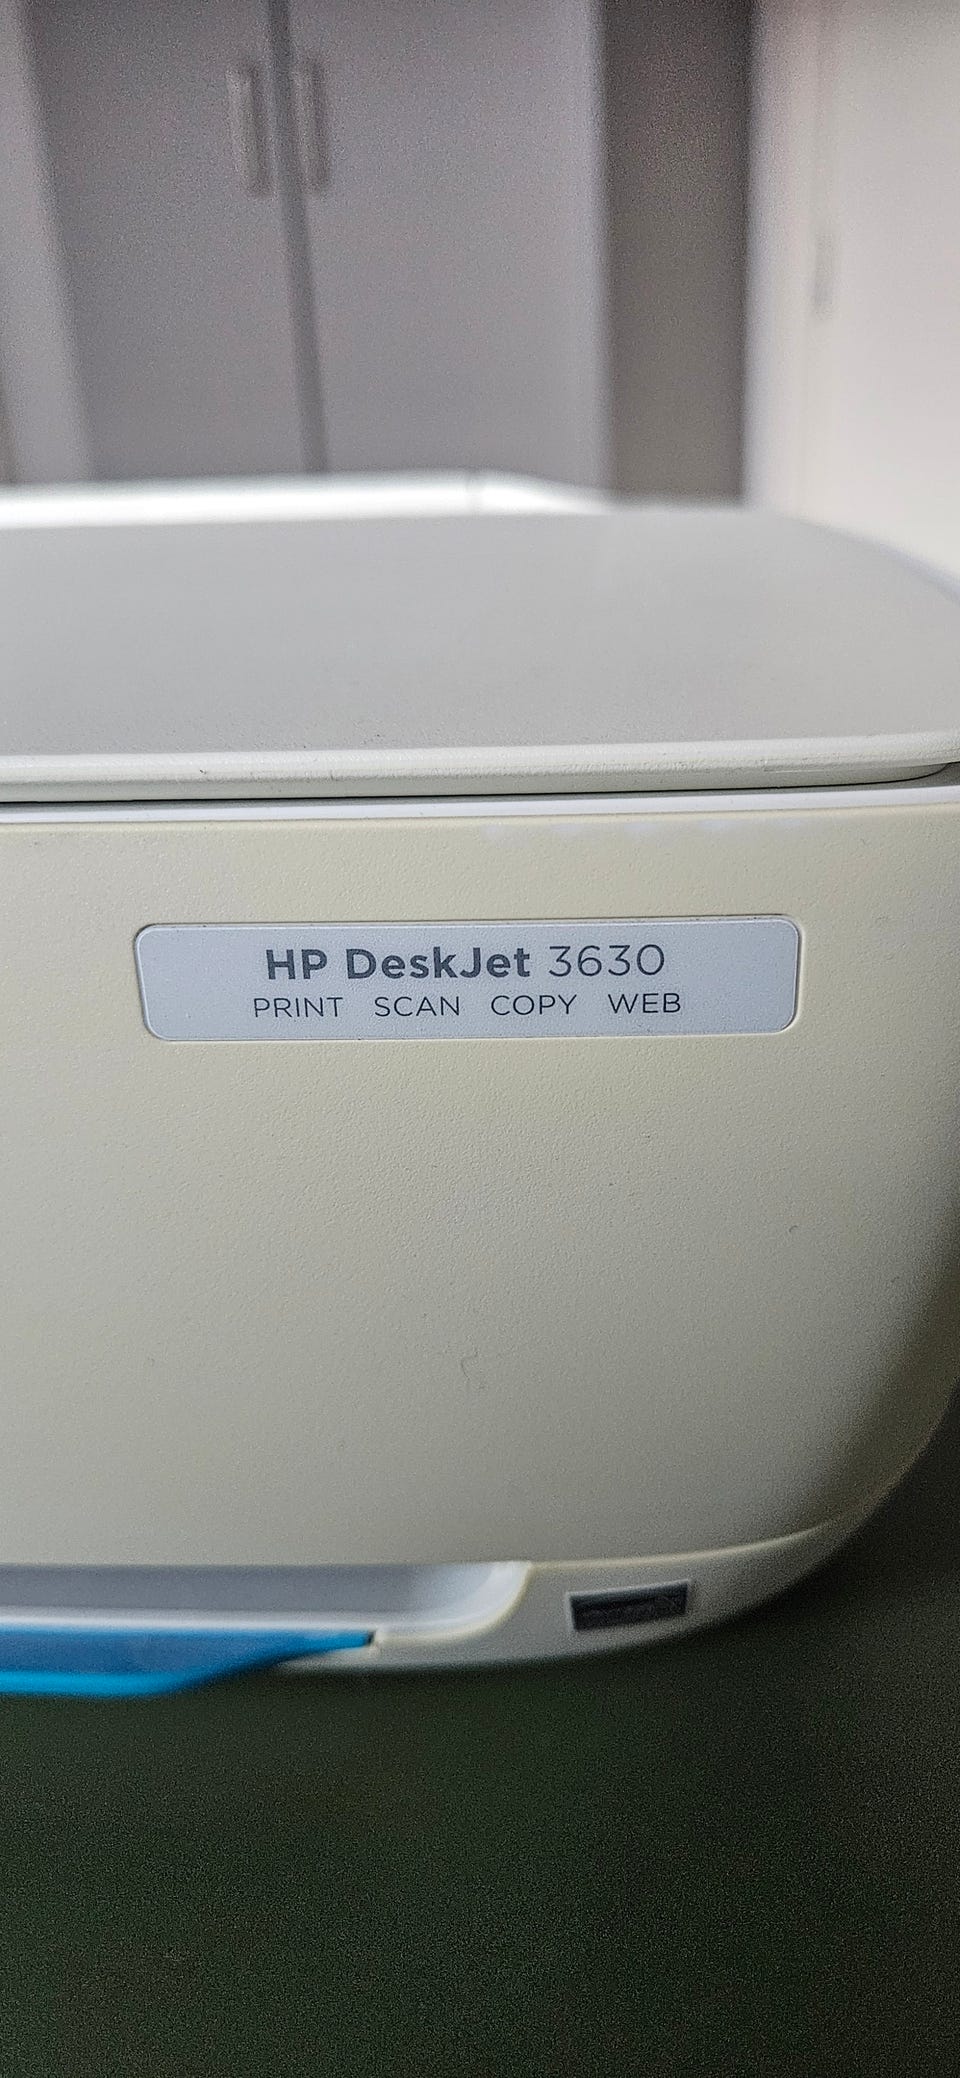 HP DeskJet 3630
PRINT SCAN COPY WEB